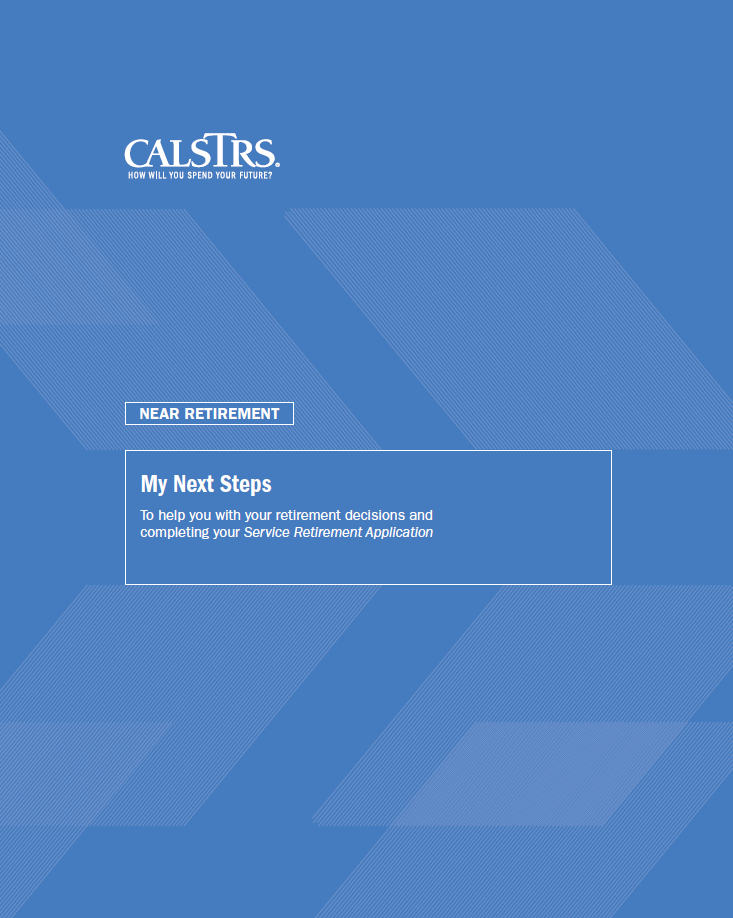 CALSTRS.
HOW WILL YOU SPEND YOUR FUTURE?
NEAR RETIREMENT
My Next Steps
To help you with your retirement decisions and
completing your Service Retirement Application